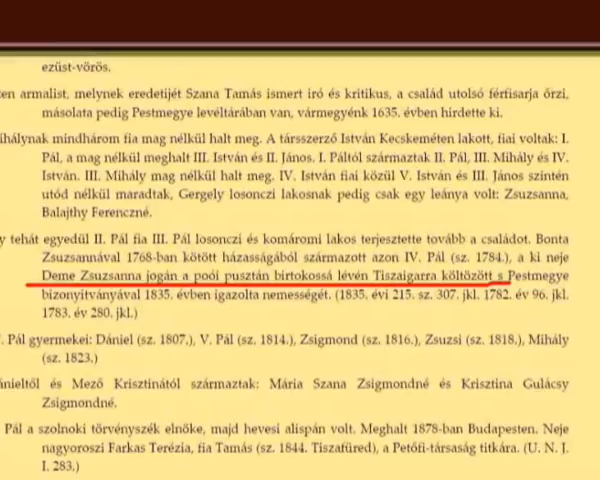 ezüst-vörös.
en armalist, melynek eredetijét Szana Tamás ismert iró és kritikus, a család utolsó férfisarja őrzi,
másolata pedig Pestmegye levéltárában van, vármegyénk 1635. évben hirdette ki.
ihálynak mindhárom fia mag nélkül halt meg. A társszerző István Kecskeméten lakott, fiai voltak: I.
Pál, a mag nélkül meghalt III. István és II. János. I. Páltól származtak II. Pál, III. Mihály és IV.
István. III. Mihály mag nélkül halt meg. IV. István fiai közül V. István és III. János szintén
utód nélkül maradtak, Gergely losonczi lakosnak pedig csak egy leánya volt: Zsuzsanna,
Balajthy Ferenczné.
y tehát egyedül II. Pál fia III. Pál losonczi és komáromi lakos terjesztette tovább a családot. Bonta
Zsuzsannával 1768-ban kötött házasságából származott azon IV. Pál (sz. 1784.), a ki neje
Deme Zsuzsanna jogán a poói pusztán birtokossá lévén Tiszaigarra költözött s Pestmegye
bizonyitványával 1835. évben igazolta nemességét. (1835. évi 215. sz. 307. jkl. 1782. év 96. jkl.
1783. év 280. jkl.)
. Pál gyermekei: Dániel (sz. 1807.), V. Pál (sz. 1814.), Zsigmond (sz. 1816.), Zsuzsi (sz. 1818.), Mihály
(sz. 1823.)
ánieltől és Mező Krisztinától származtak: Mária Szana Zsigmondné és Krisztina Gulácsy
Zsigmondné.
Pál a szolnoki törvényszék elnöke, majd hevesi alispán volt. Meghalt 1878-ban Budapesten. Neje
nagyoroszi Farkas Terézia, fia Tamás (sz. 1844. Tiszafüred), a Petőfi-társaság titkára. (U. N. J.
I. 283.)